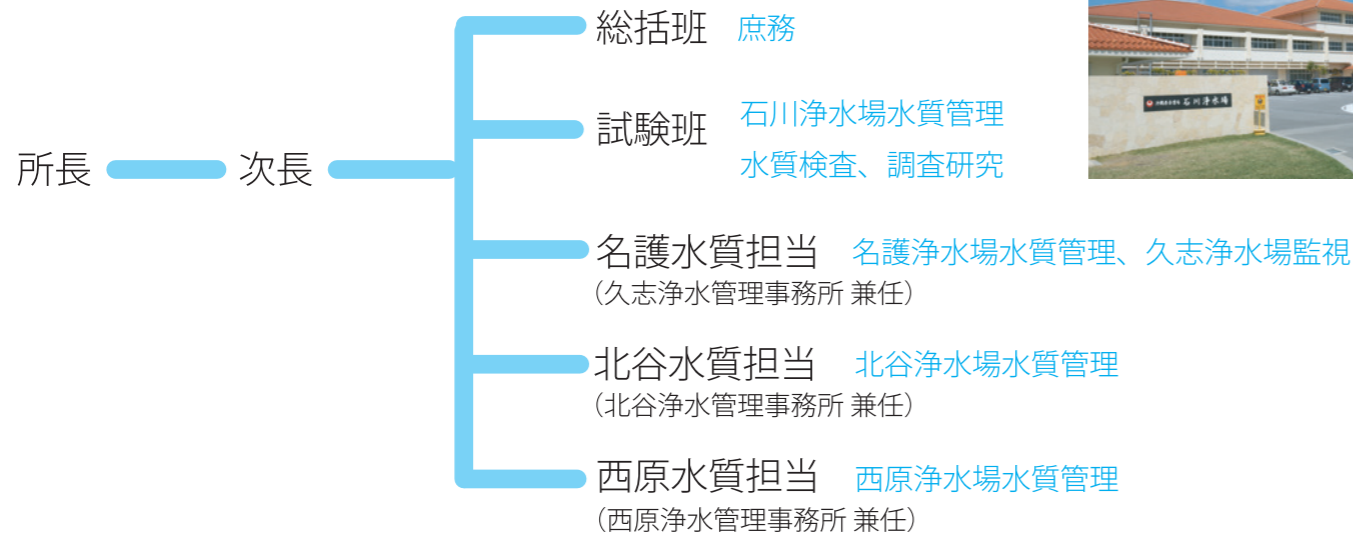 総括班 庶務
試験班 石川浄水場水質管理
水質検査、調査研究
所長 次長
名護水質担当 名護浄水場水質管理、久志浄水場監視
（久志浄水管理事務所 兼任）
北谷水質担当 北谷浄水場水質管理
（北谷浄水管理事務所 兼任）
西原水質担当 西原浄水場水質管理
（西原浄水管理事務所 兼任）
石川浄水場